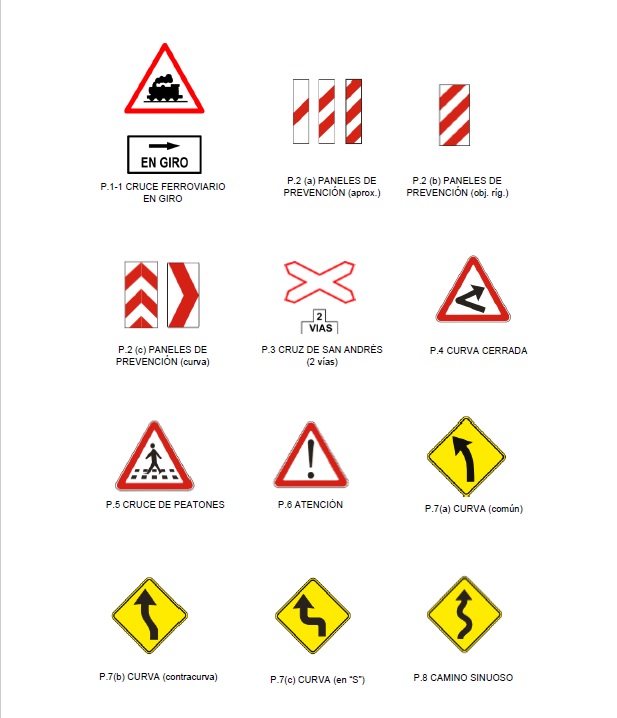 EN GIRO
P.1-1 CRUCE FERROVIARIO
EN GIRO
P.2 (a) PANELES DE
PREVENCIÓN (aprox.)
P.2 (b) PANELES DE
PREVENCIÓN (obj. ríg.)
2
VIAS
P.2 (c) PANELES DE
PREVENCIÓN (curva)
P.3 CRUZ DE SAN ANDRÉS
(2 vías)
P.4 CURVA CERRADA
P.5 CRUCE DE PEATONES
P.6 ATENCIÓN
P.7(a) CURVA (común)
P.7(b) CURVA (contracurva)
P.7(c) CURVA (en "S")
P.8 CAMINO SINUOSO